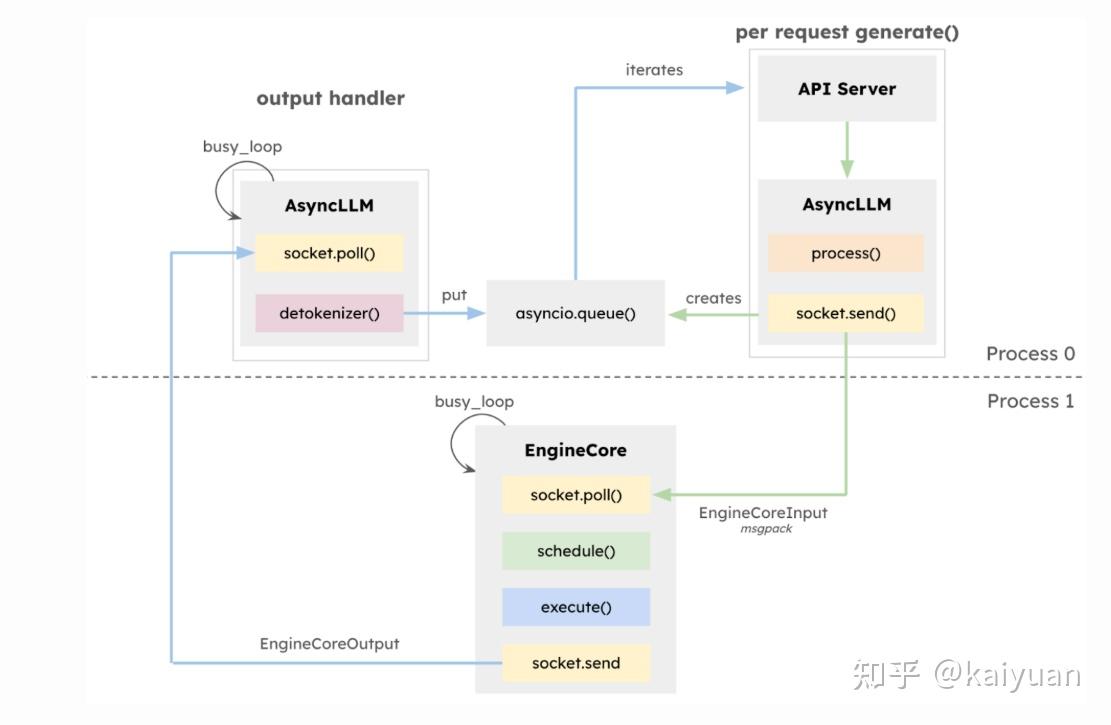 per request generate()
iterates
API Server
output handler
busy_loop
AsyncLLM
AsyncLLM
socket.poll()
process()
detokenizer()
put
asyncio.queue()
creates
socket.send()
Process 0
Process 1
busy_loop
EngineCore
socket.poll()
EngineCoreInput
msgpack
schedule()
execute()
EngineCoreOutput
socket.send
知乎 @kaiyuan